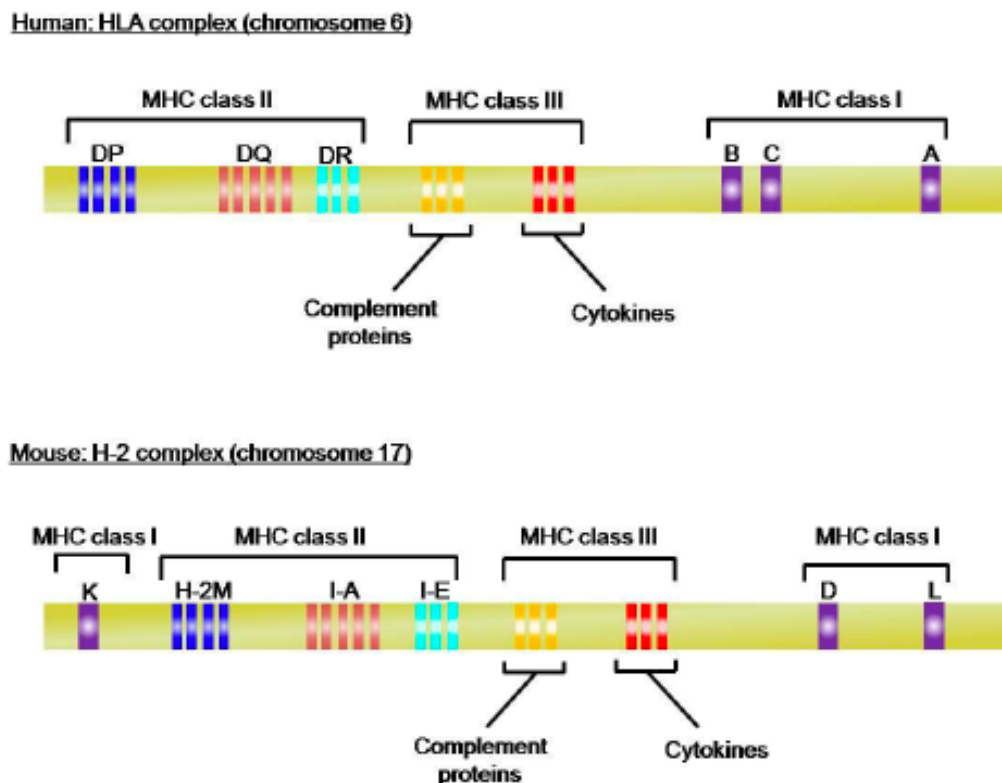 Human: HLA complex (chromosome 6)
MHC class II MHC class III MHC class I
DP DQ DR B C A
Complement
proteins
Cytokines
Mouse: H-2 complex (chromosome 17)
MHC class I MHC class II MHC class III MHC class I
K H-2M I-A I-E D L
Complement
proteins
Cytokines